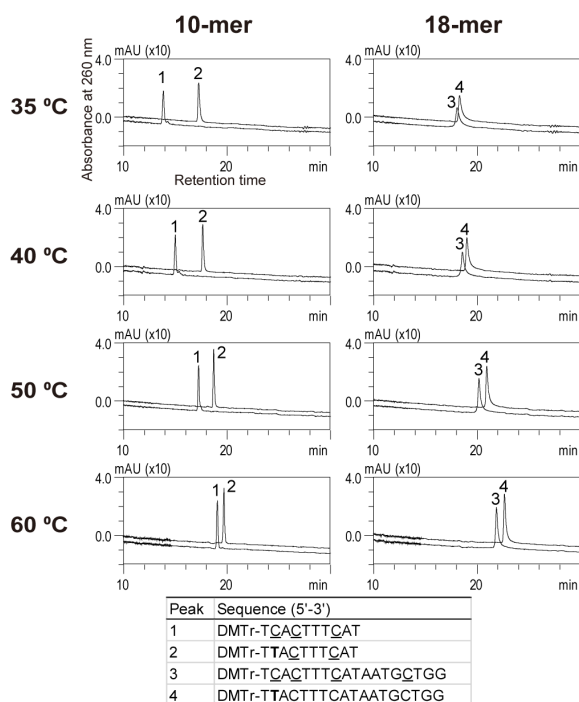 10-mer 18-mer
35 ºC
Absorbance at 260 nm
mAU (x10)
4.0
0.0
1 2
10 20 min
Retention time
mAU (x10)
4.0
0.0
3 4
10 20 min
40 ºC
mAU (x10)
4.0
0.0
1 2
10 20 min
mAU (x10)
4.0
0.0
3 4
10 20 min
50 ºC
mAU (x10)
4.0
0.0
1 2
10 20 min
mAU (x10)
4.0
0.0
3 4
10 20 min
60 ºC
mAU (x10)
4.0
0.0
1 2
10 20 min
mAU (x10)
4.0
0.0
3 4
10 20 min
Peak Sequence (5'-3')
1 DMTr-TCACTTTCAT
2 DMTr-TTACTTTCAT
3 DMTr-TCACTTTCATAATGCTGG
4 DMTr-TTACTTTCATAATGCTGG